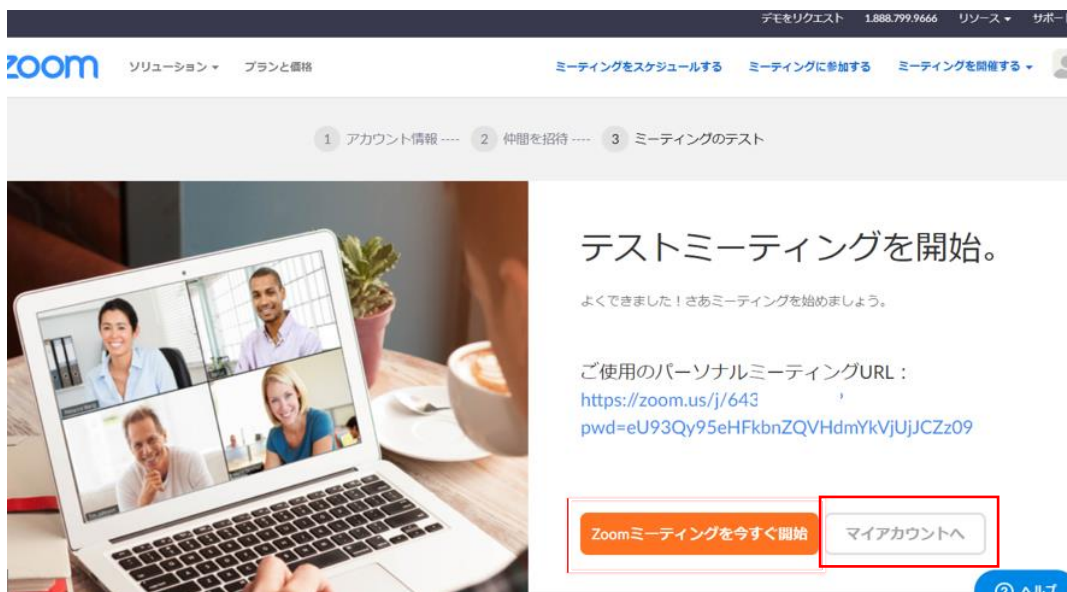 デモをリクエスト 1.888.799.9666 リソース サポート
zoom ソリューション プランと価格 ミーティングをスケジュールする ミーティングに参加する ミーティングを開催する
1 アカウント情報 ---- 2 仲間を招待 ---- 3 ミーティングのテスト
テストミーティングを開始。
よくできました！さあミーティングを始めましょう。
ご使用のパーソナルミーティングURL：
https://zoom.us/j/643
pwd=eU93Qy95eHFkbnZQVHdmYkVjUjJCZz09
Zoomミーティングを今すぐ開始 マイアカウントへ
ヘルプ